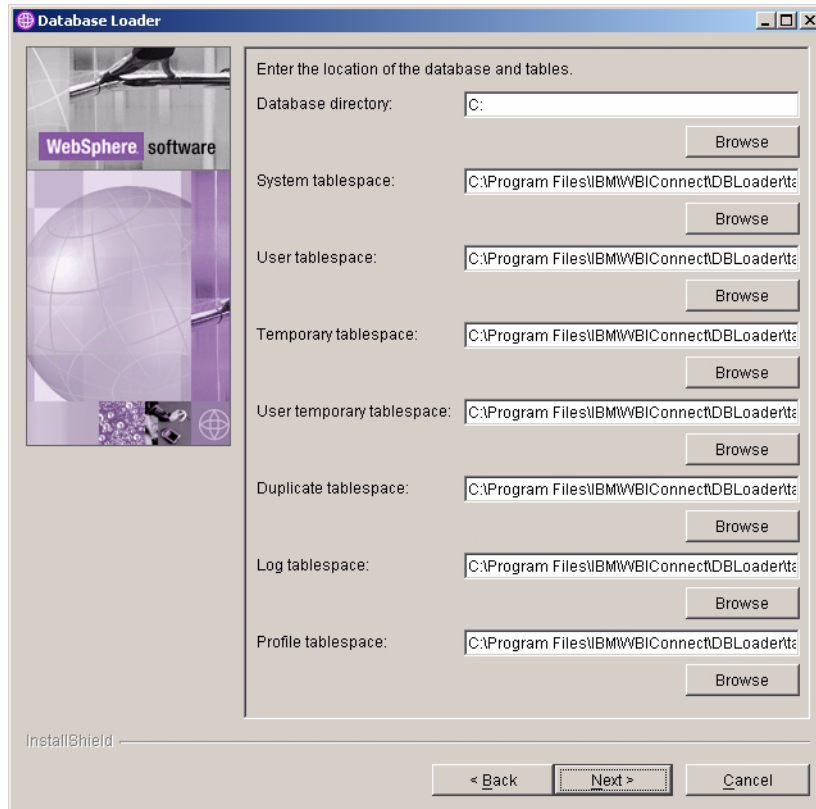 Database Loader
WebSphere software
Enter the location of the database and tables.
Database directory: C:
Browse
System tablespace: C:\Program Files\IBM\WBIConnect\DBLoader\ta
Browse
User tablespace: C:\Program Files\IBM\WBIConnect\DBLoader\ta
Browse
Temporary tablespace: C:\Program Files\IBM\WBIConnect\DBLoader\ta
Browse
User temporary tablespace: C:\Program Files\IBM\WBIConnect\DBLoader\ta
Browse
Duplicate tablespace: C:\Program Files\IBM\WBIConnect\DBLoader\ta
Browse
Log tablespace: C:\Program Files\IBM\WBIConnect\DBLoader\ta
Browse
Profile tablespace: C:\Program Files\IBM\WBIConnect\DBLoader\ta
Browse
InstallShield
< Back Next > Cancel